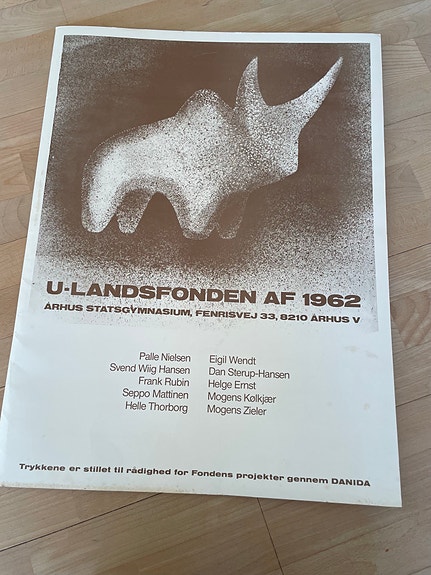 U-LANDSFONDEN AF 1962
ÅRHUS STATSGYMNASIUM, FENRISVEJ 33, 8210 ÅRHUS V
Palle Nielsen
Svend Wiig Hansen
Frank Rubin
Seppo Mattinen
Helle Thorborg
Eigil Wendt
Dan Sterup-Hansen
Helge Ernst
Mogens Kølkjær
Mogens Zieler
Trykkene er stillet til rådighed for Fondens projekter gennem DANIDA